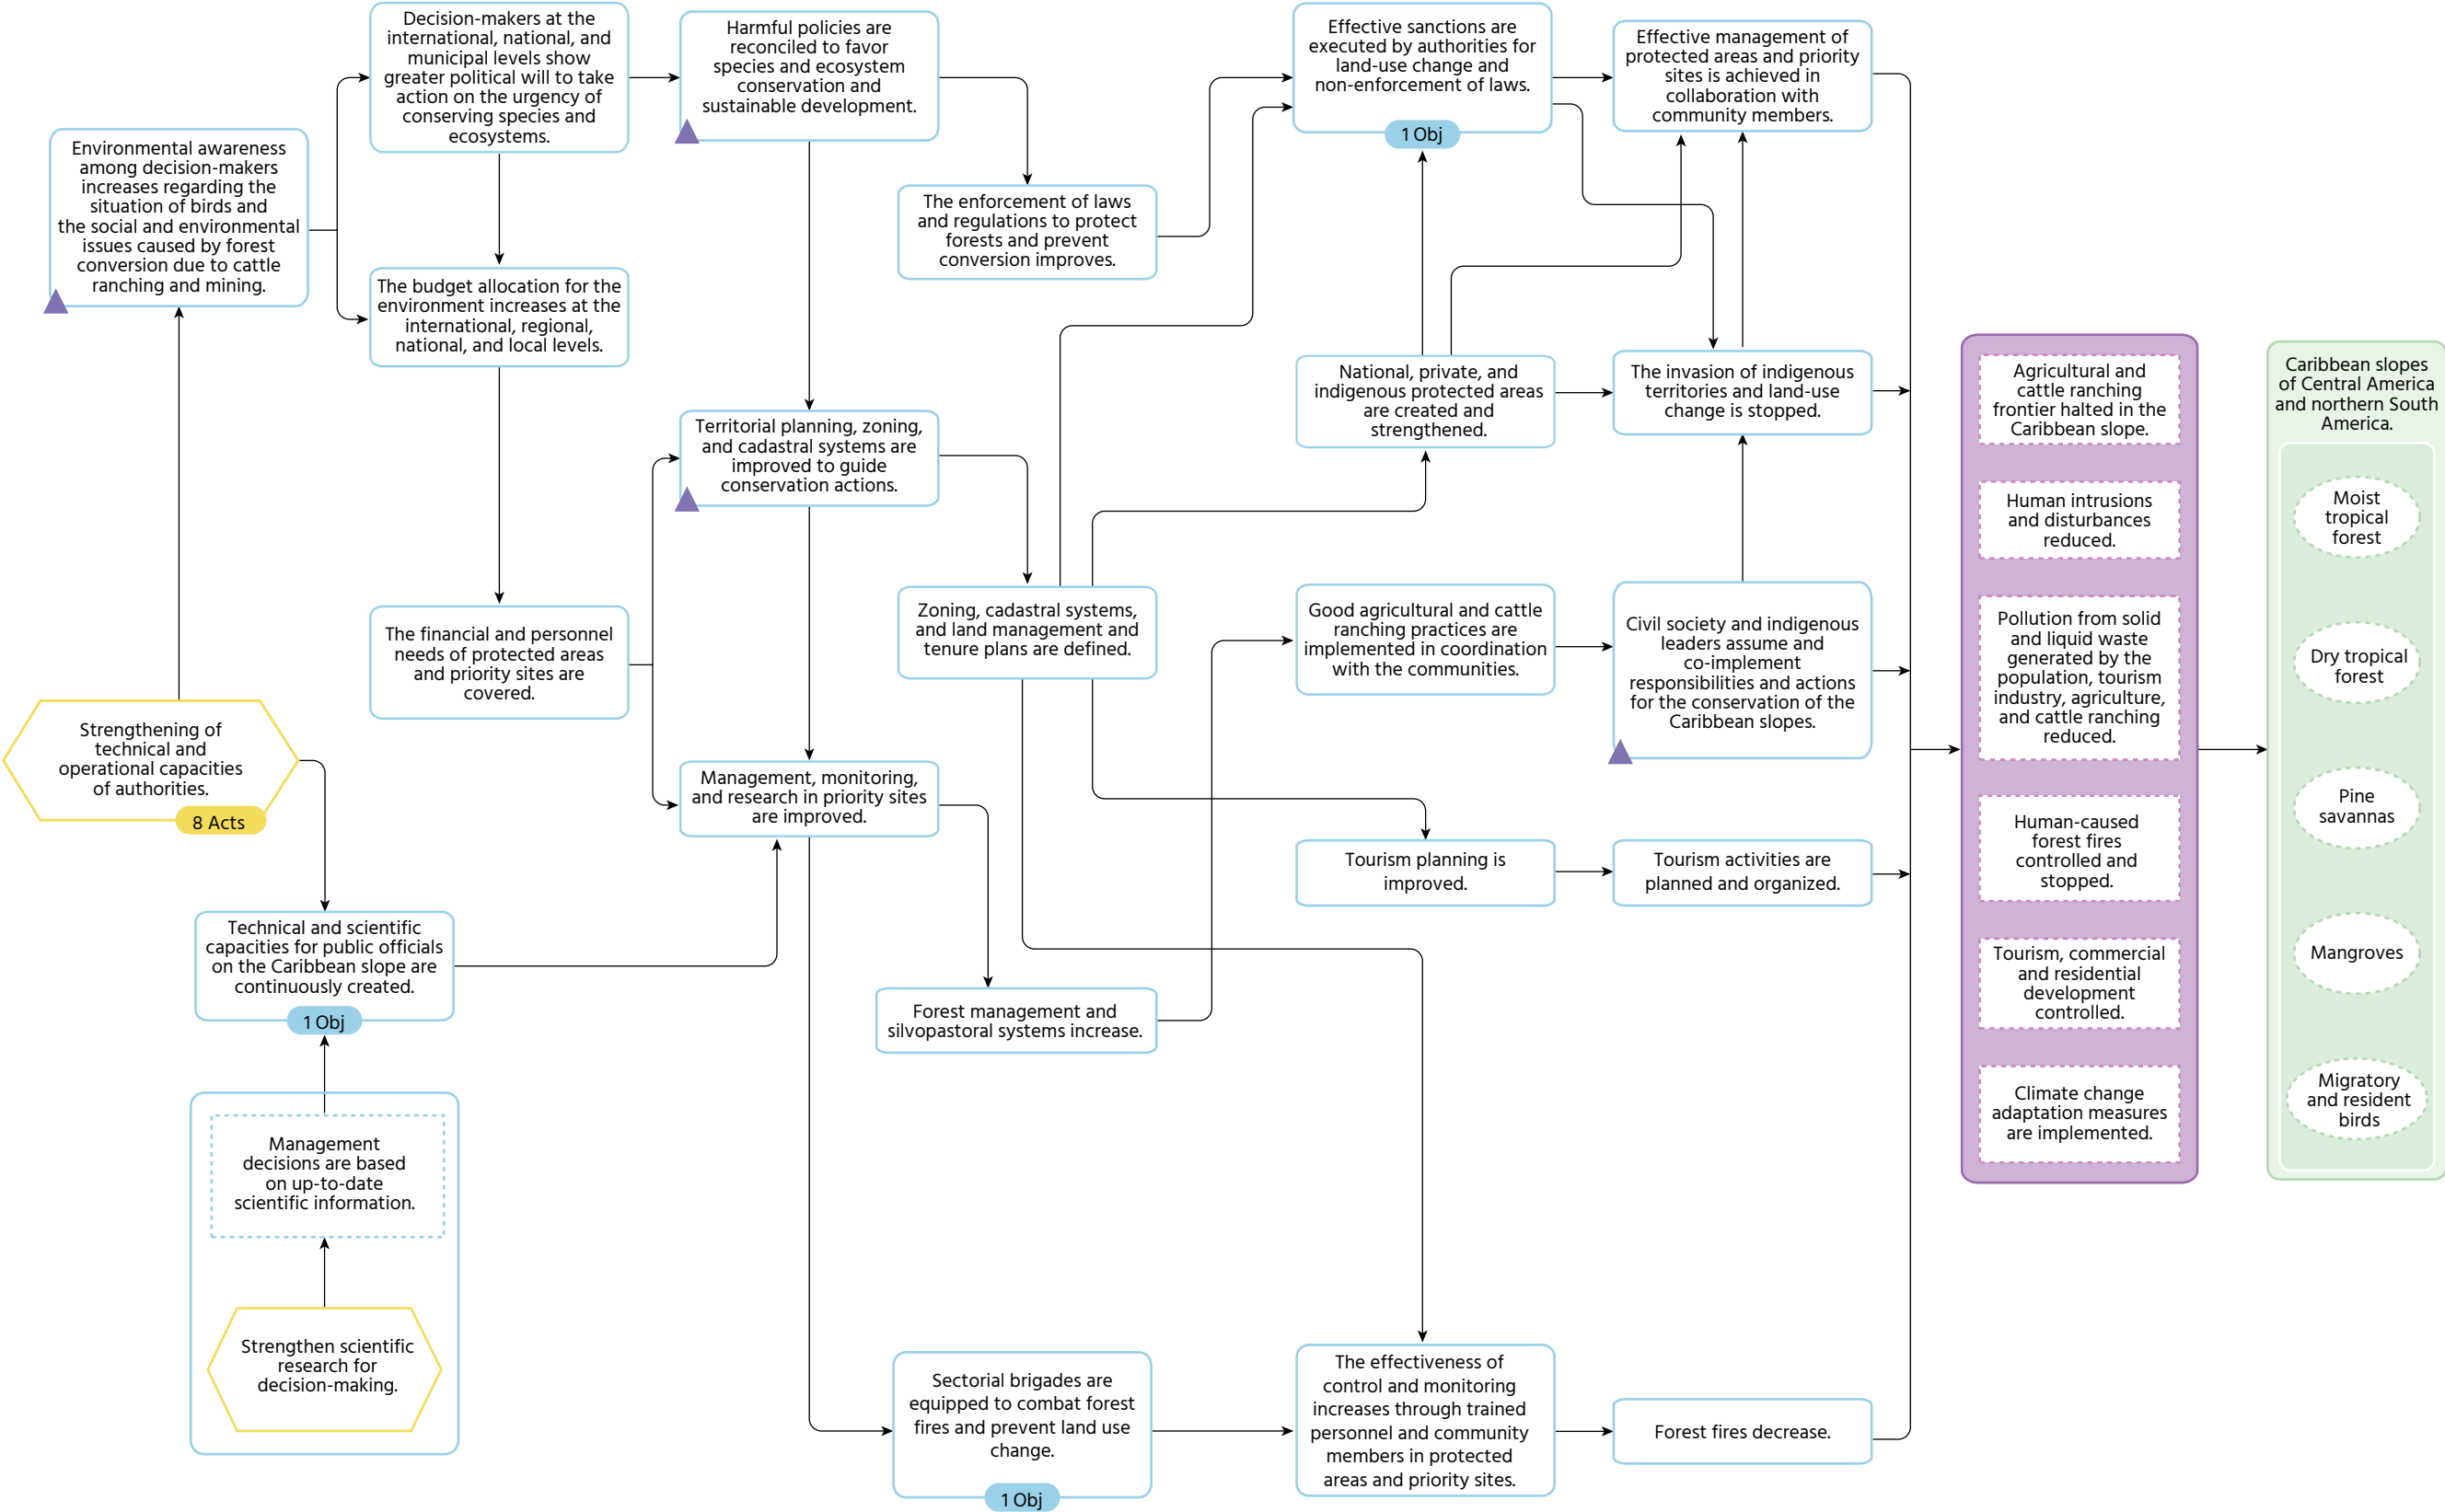 Environmental awareness
among decision-makers
increases regarding the
situation of birds and
the social and environmental
issues caused by forest
conversion due to cattle
ranching and mining.
Strengthening of
technical and
operational capacities
of authorities.
8 Acts
Technical and scientific
capacities for public officials
on the Caribbean slope are
continuously created.
1 Obj
Management
decisions are based
on up-to-date
scientific information.
Strengthen scientific
research for
decision-making.
Decision-makers at the
international, national, and
municipal levels show
greater political will to take
action on the urgency of
conserving species and
ecosystems.
The budget allocation for the
environment increases at the
international, regional,
national, and local levels.
The financial and personnel
needs of protected areas
and priority sites are
covered.
Harmful policies are
reconciled to favor
species and ecosystem
conservation and
sustainable development.
Territorial planning, zoning,
and cadastral systems are
improved to guide
conservation actions.
Management, monitoring,
and research in priority sites
are improved.
The enforcement of laws
and regulations to protect
forests and prevent
conversion improves.
Zoning, cadastral systems,
and land management and
tenure plans are defined.
Forest management and
silvopastoral systems increase.
Sectorial brigades are
equipped to combat forest
fires and prevent land use
change.
1 Obj
Effective sanctions are
executed by authorities for
land-use change and
non-enforcement of laws.
1 Obj
National, private, and
indigenous protected areas
are created and
strengthened.
Good agricultural and cattle
ranching practices are
implemented in coordination
with the communities.
Tourism planning is
improved.
The effectiveness of
control and monitoring
increases through trained
personnel and community
members in protected
areas and priority sites.
Effective management of
protected areas and priority
sites is achieved in
collaboration with
community members.
The invasion of indigenous
territories and land-use
change is stopped.
Civil society and indigenous
leaders assume and
co-implement
responsibilities and actions
for the conservation of the
Caribbean slopes.
Tourism activities are
planned and organized.
Forest fires decrease.
Agricultural and
cattle ranching
frontier halted in the
Caribbean slope.
Human intrusions
and disturbances
reduced.
Pollution from solid
and liquid waste
generated by the
population, tourism
industry, agriculture,
and cattle ranching
reduced.
Human-caused
forest fires
controlled and
stopped.
Tourism, commercial
and residential
development
controlled.
Climate change
adaptation measures
are implemented.
Caribbean slopes
of Central America
and northern South
America.
Moist
tropical
forest
Dry tropical
forest
Pine
savannas
Mangroves
Migratory
and resident
birds